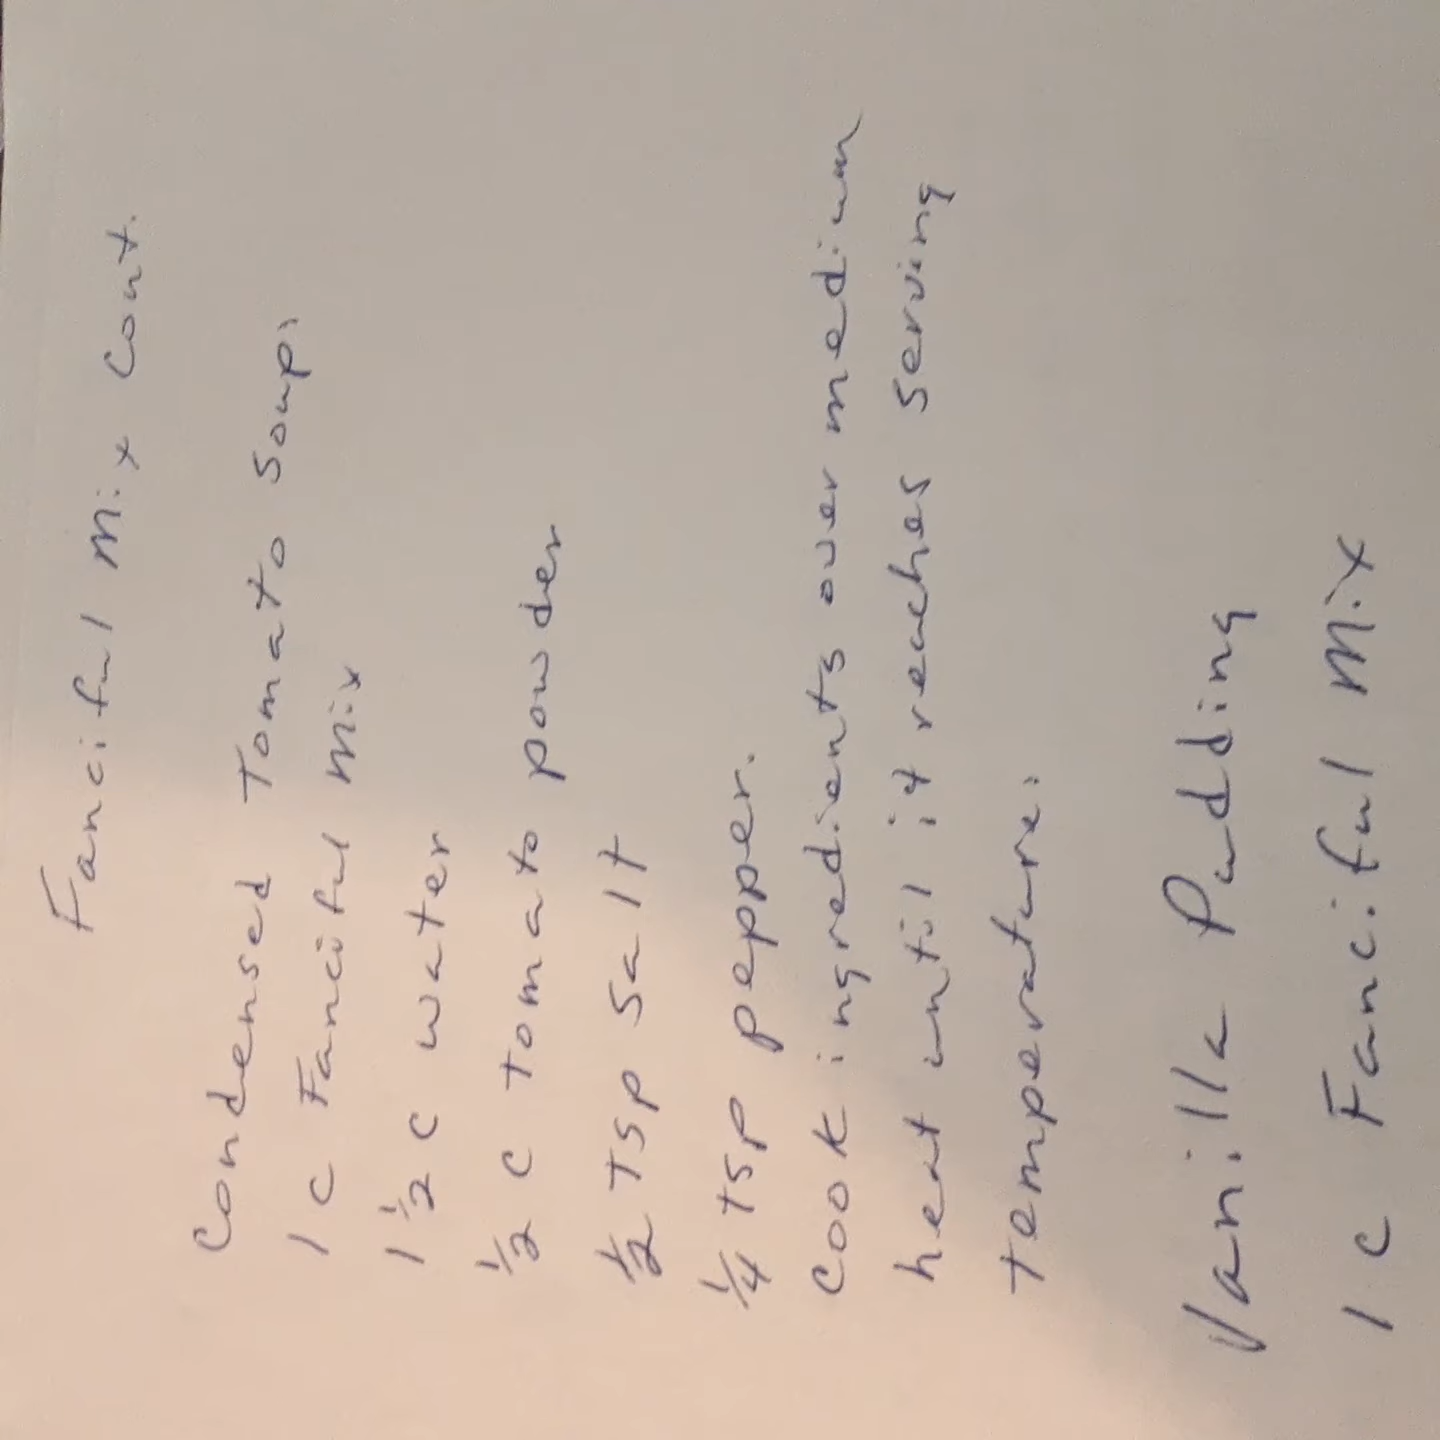 Fanciful Mix Cont.
Condensed Tomato Soup:
1 C Fanciful Mix
1 1/2 C water
1/2 C tomato powder
1/2 TSP Salt
1/4 TSP pepper.
Cook ingredients over medium
heat until it reaches serving
temperature.
Vanilla Pudding
1 C Fanciful Mix